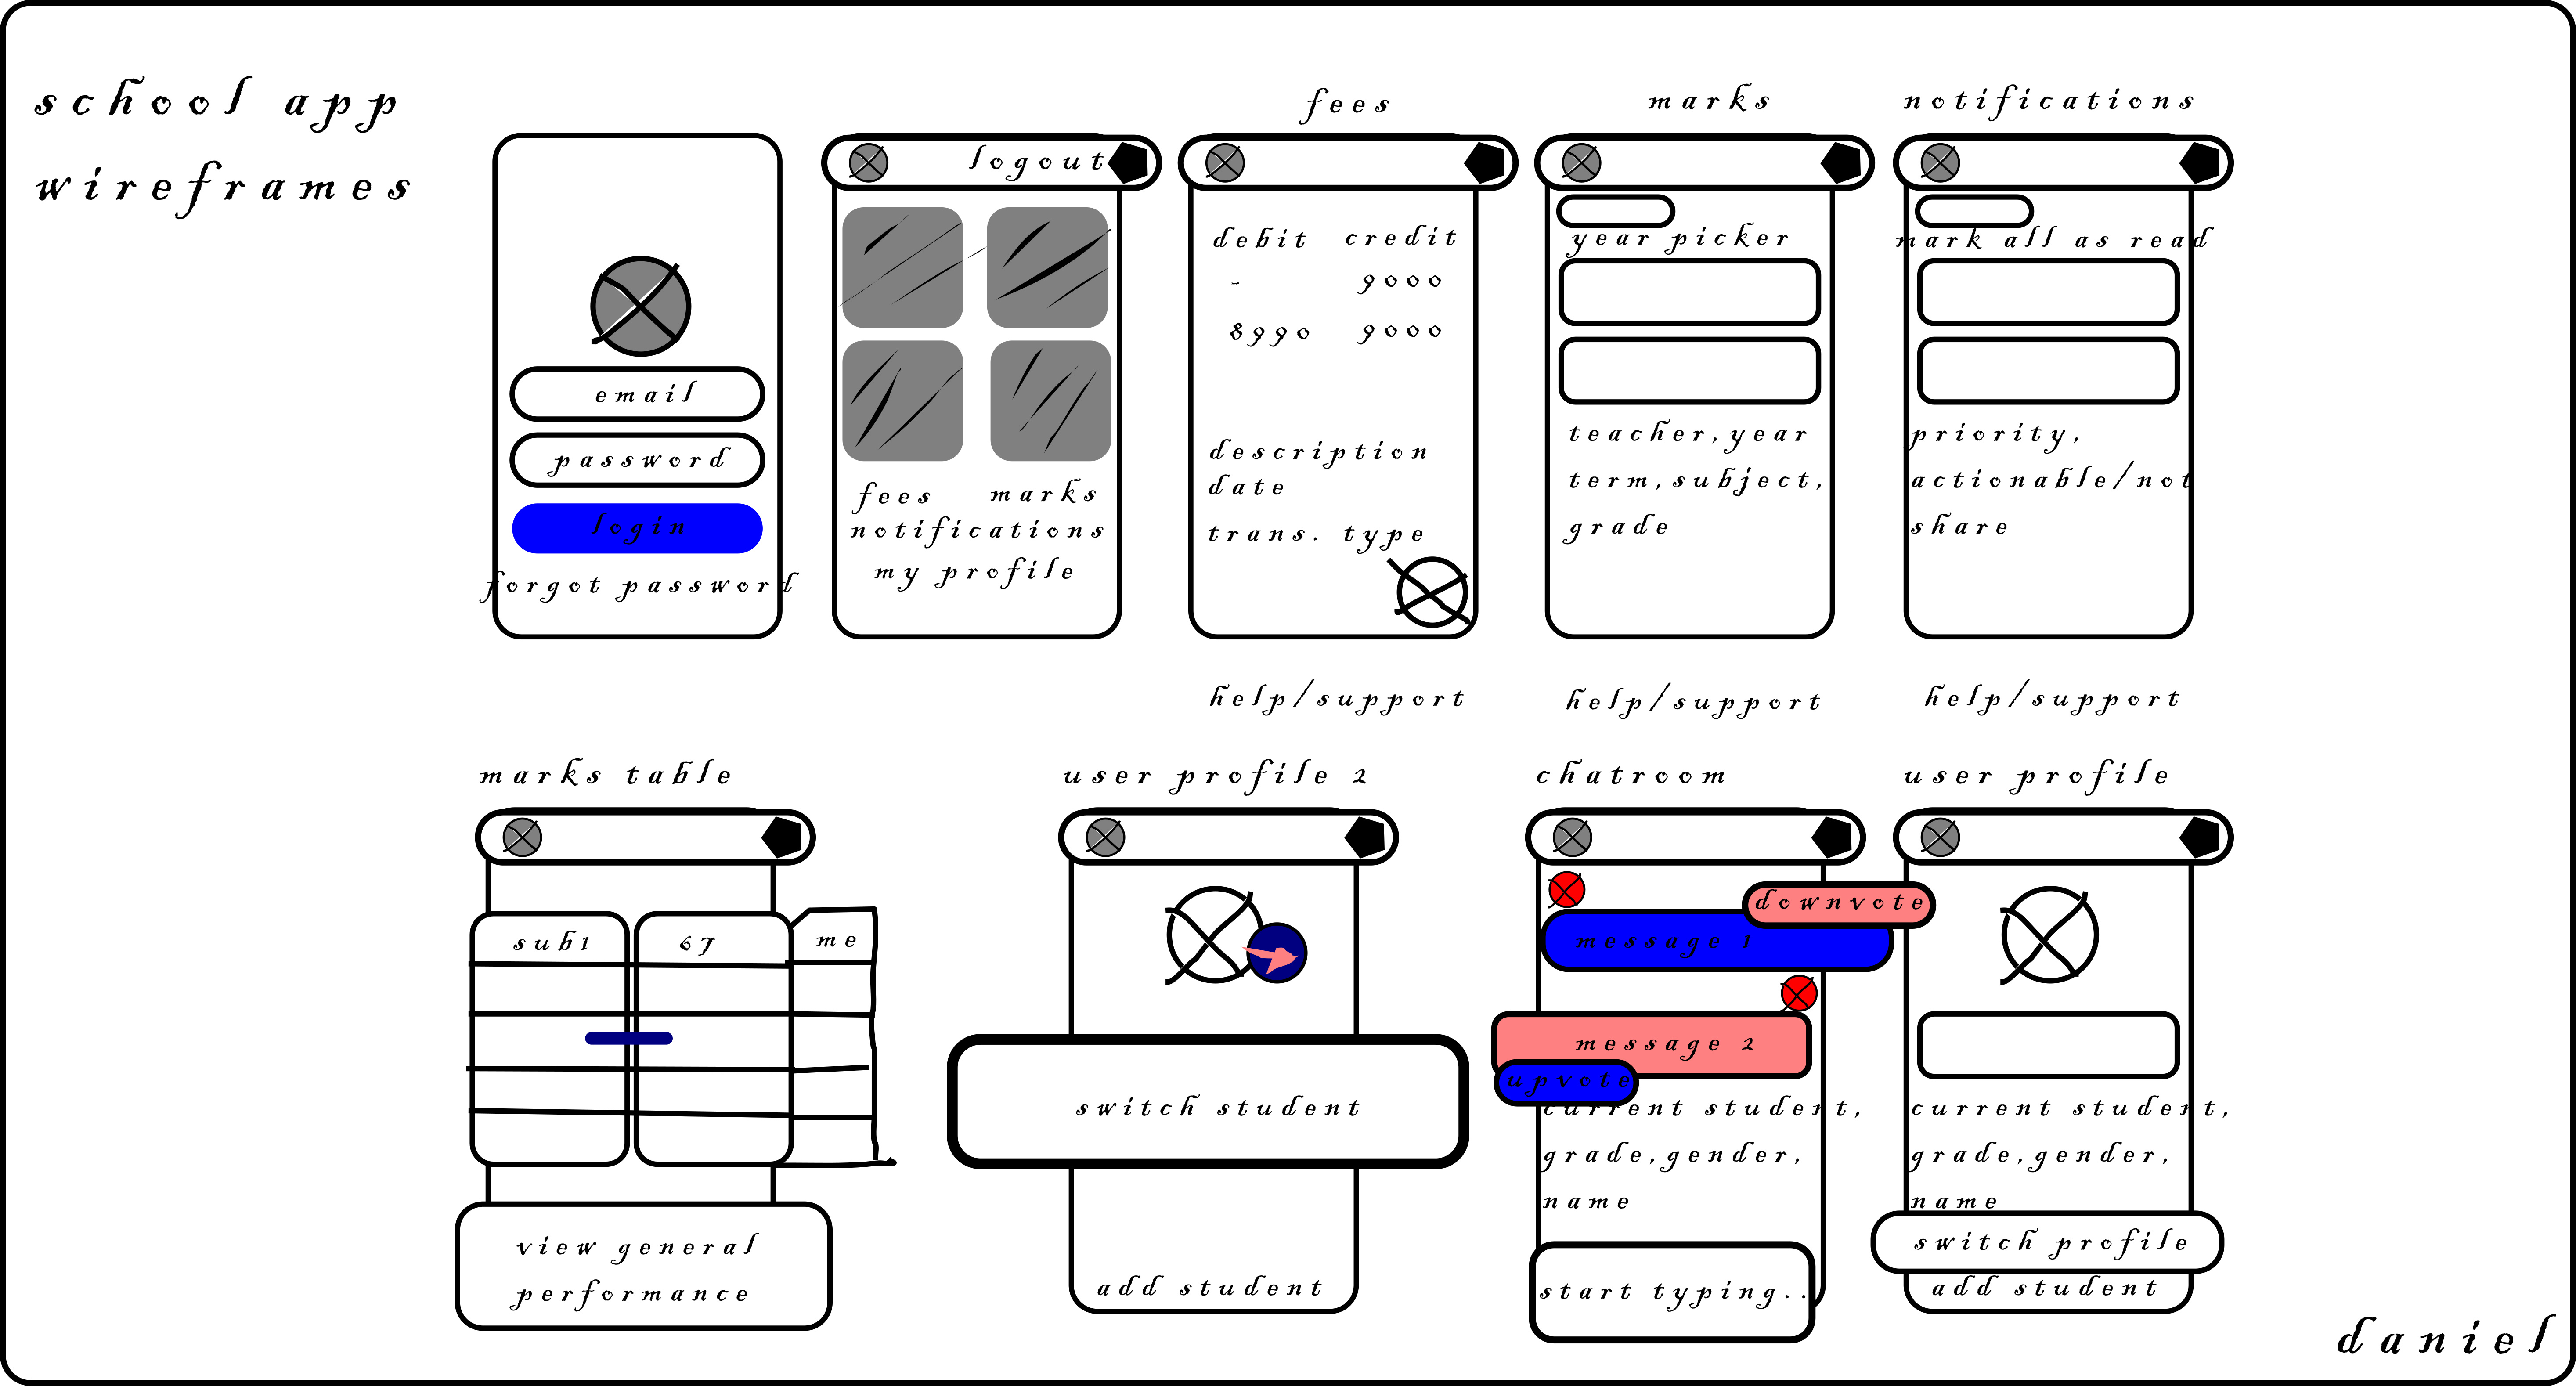 school app
wireframes
email
password
login
forgot password
logout
fees marks
notifications
my profile
fees
debit credit
- 9000
8990 9000
description
date
trans. type
help/support
marks
year picker
teacher,year
term,subject,
grade
help/support
notifications
mark all as read
priority,
actionable/not
share
help/support
marks table
sub1 67 me
view general
performance
user profile 2
switch student
add student
chatroom
downvote
message 1
message 2
upvote
current student,
grade,gender,
name
start typing..
user profile
current student,
grade,gender,
name
switch profile
add student
daniel